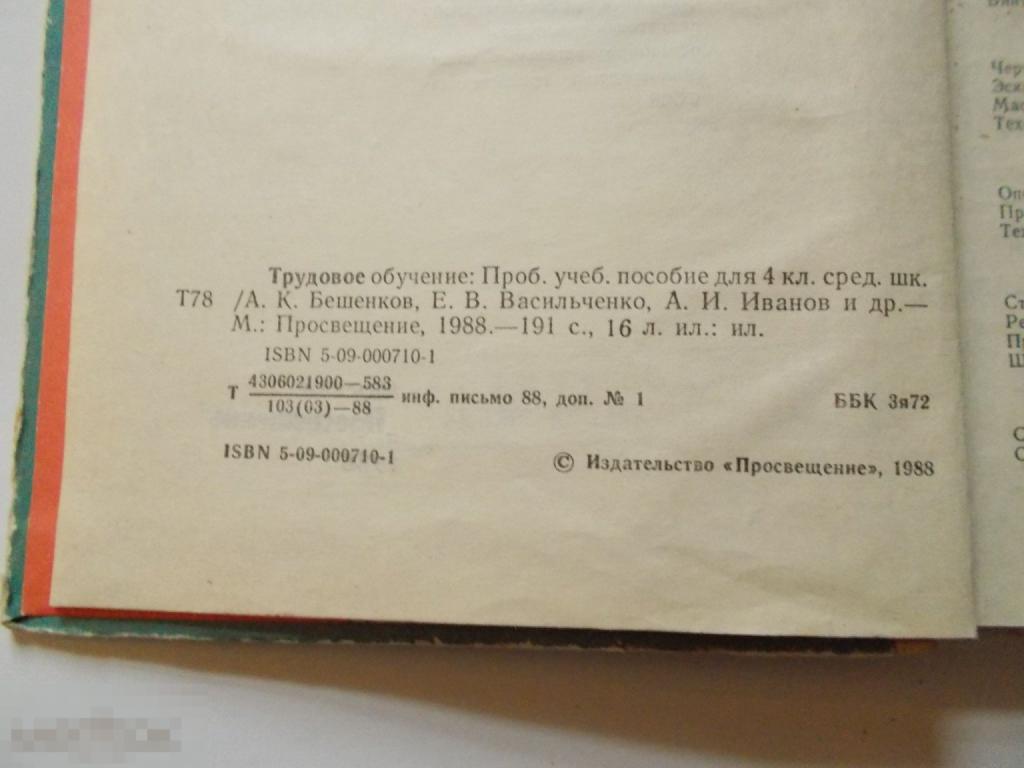 Трудовое обучение: Проб. учеб. пособие для 4 кл. сред. шк.
Т78 /А. К. Бешенков, Е. В. Васильченко, А. И. Иванов и др.—
М.: Просвещение, 1988.—191 с., 16 л. ил.: ил.
ISBN 5-09-000710-1
Т 4306021900—583
103(03)—88 инф. письмо 88, доп. № 1 ББК 3я72
ISBN 5-09-000710-1 © Издательство «Просвещение», 1988